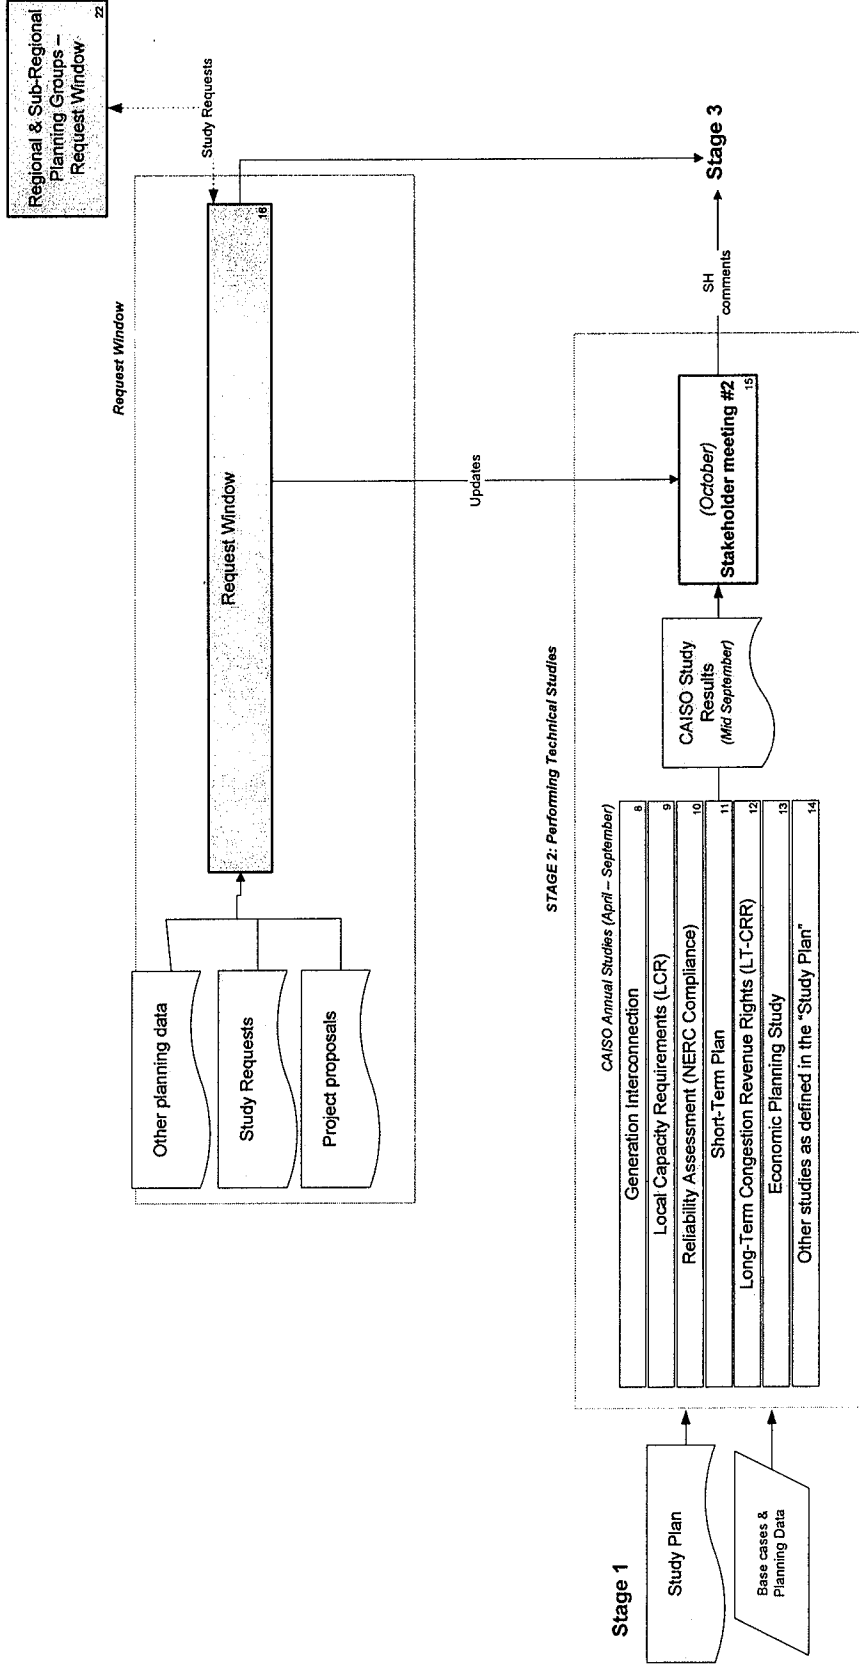 Regional & Sub-Regional
Planning Groups –
Request Window
22
Study Requests
Request Window
Other planning data
Study Requests
Project proposals
Request Window
16
Updates
Stage 3
SH
comments
STAGE 2: Performing Technical Studies
CAISO Annual Studies (April – September)
Generation Interconnection
8
Local Capacity Requirements (LCR)
9
Reliability Assessment (NERC Compliance)
10
Short-Term Plan
11
Long-Term Congestion Revenue Rights (LT-CRR)
12
Economic Planning Study
13
Other studies as defined in the "Study Plan"
14
CAISO Study
Results
(Mid September)
(October)
Stakeholder meeting #2
15
Stage 1
Study Plan
Base cases &
Planning Data